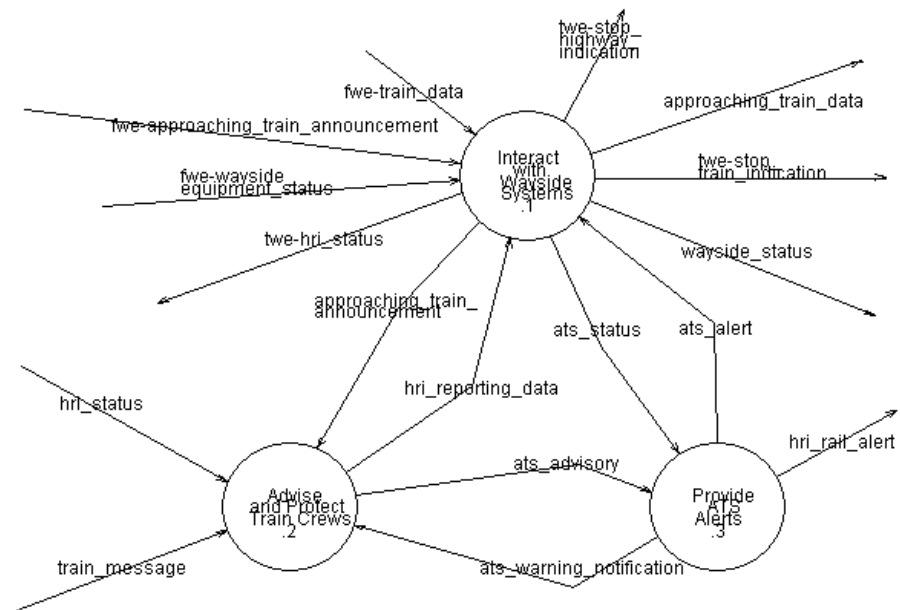 twe-stop_
highway_
indication
fwe-train_data
approaching_train_data
fwe-approaching_train_announcement
Interact
with
Wayside
Systems
.1
twe-stop_
train_indication
fwe-wayside
equipment_status
twe-hri_status
wayside_status
approaching_train_
announcement
ats_status
ats_alert
hri_reporting_data
hri_status
hri_rail_alert
ats_advisory
Advise
and Protect
Train Crews
.2
Provide
ATS
Alerts
.3
train_message
ats_warning_notification